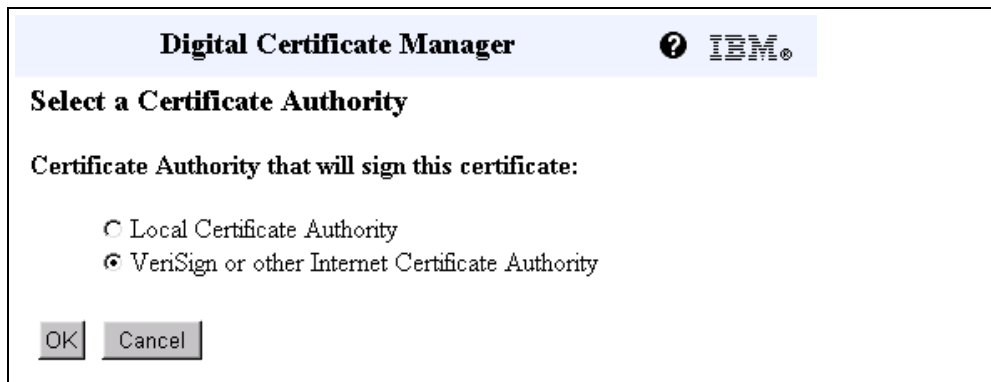 Digital Certificate Manager ? IBM®
Select a Certificate Authority
Certificate Authority that will sign this certificate:
Local Certificate Authority
VeriSign or other Internet Certificate Authority
OK Cancel